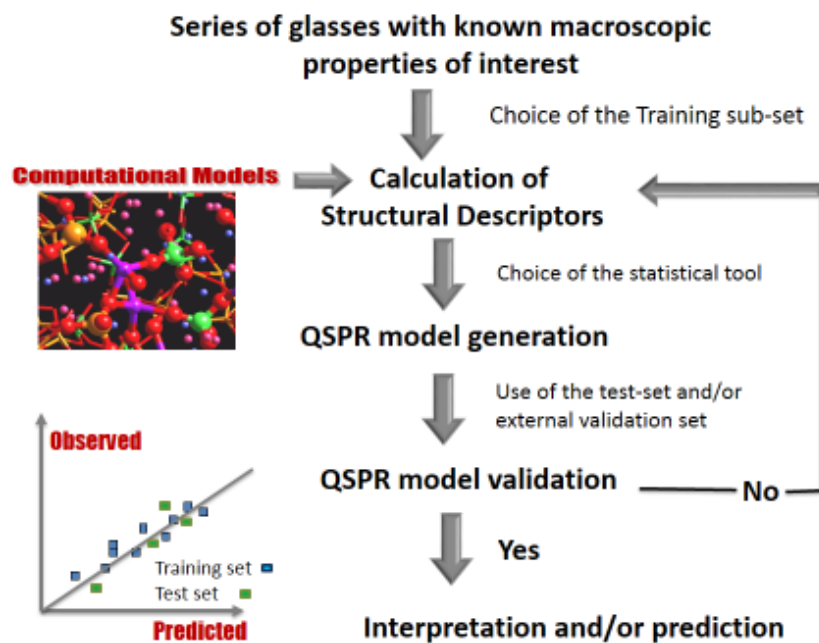 Series of glasses with known macroscopic
properties of interest
Choice of the Training sub-set
Computational Models
Calculation of
Structural Descriptors
Choice of the statistical tool
QSPR model generation
Use of the test-set and/or
external validation set
Observed
QSPR model validation
No
Yes
Training set
Test set
Predicted
Interpretation and/or prediction